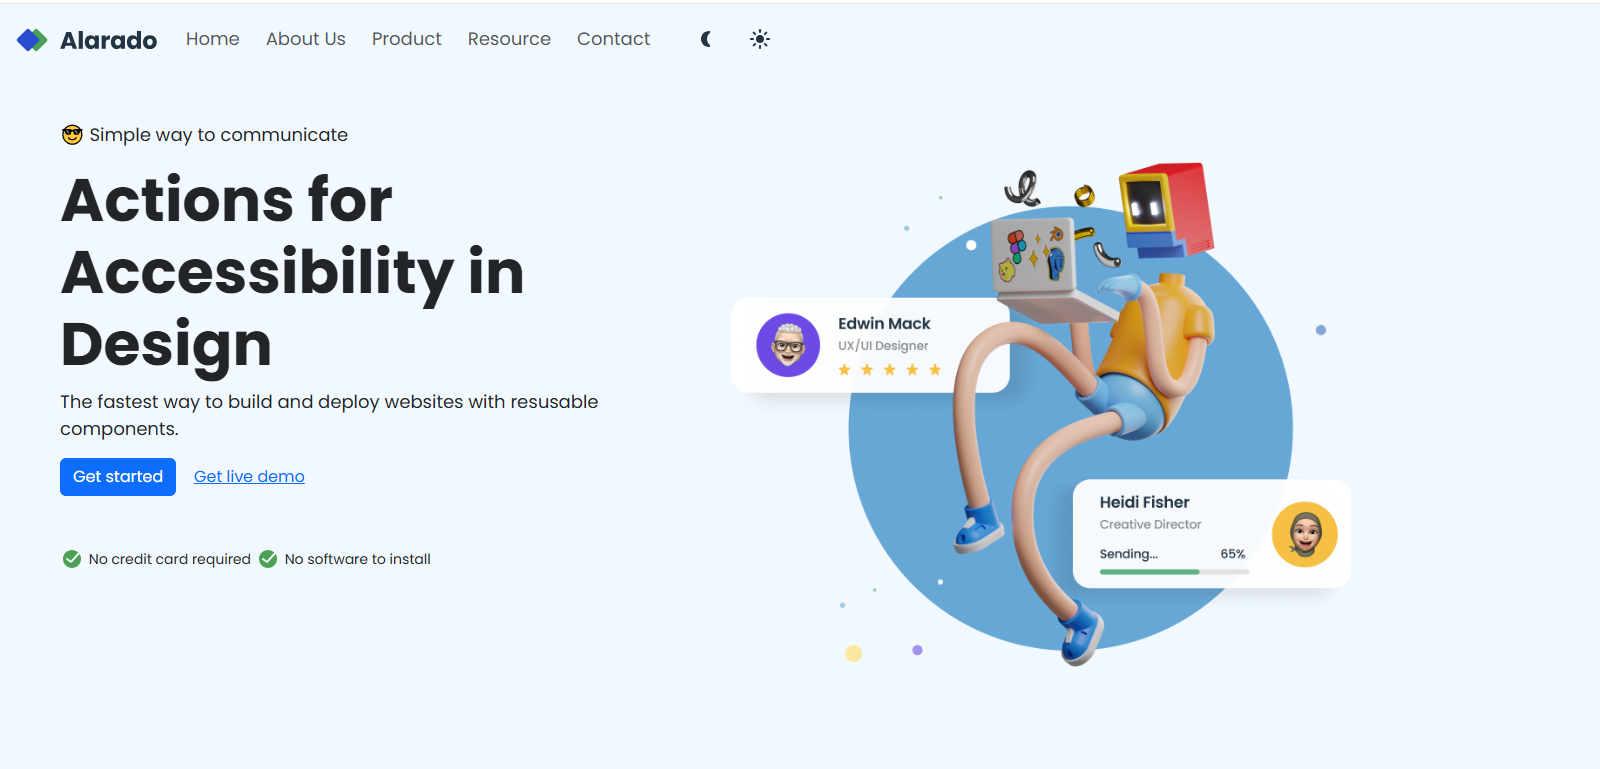 Alarado Home About Us Product Resource Contact
😎 Simple way to communicate
Actions for
Accessibility in
Design
The fastest way to build and deploy websites with resusable
components.
Get started Get live demo
No credit card required No software to install
Edwin Mack
UX/UI Designer
Heidi Fisher
Creative Director
Sending... 65%